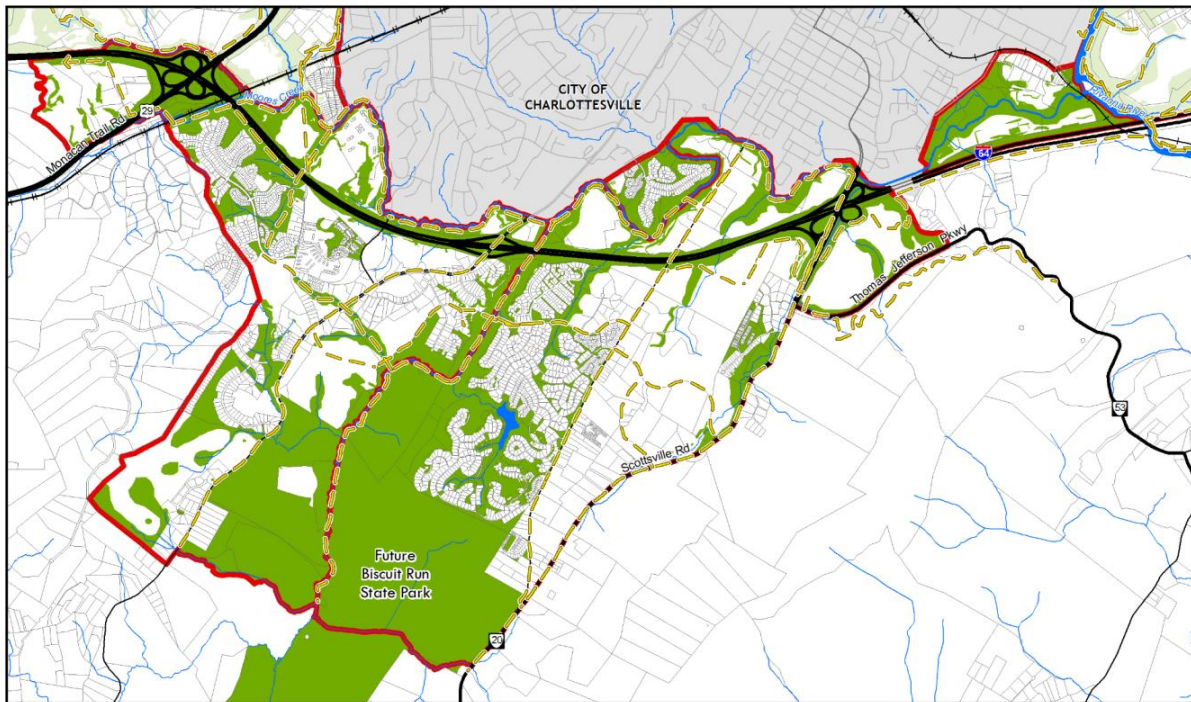 CITY OF
CHARLOTTESVILLE
Moores Creek
Rivanna River
29
Monacan Trail Rd
64
Thomas Jefferson Pkwy
53
Scottsville Rd
Future
Biscuit Run
State Park
20